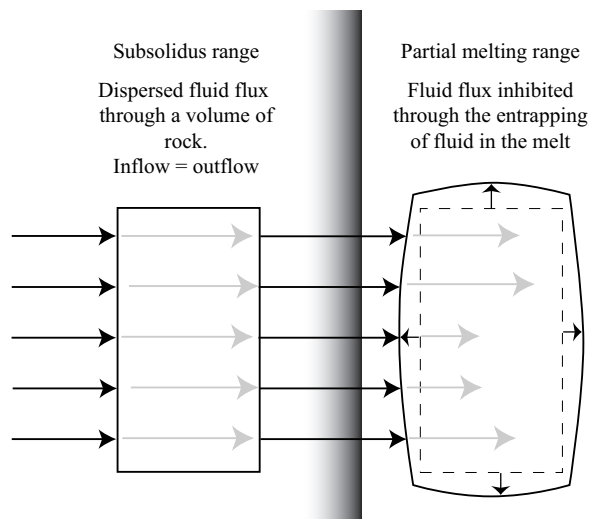 Subsolidus range
Dispersed fluid flux
through a volume of
rock.
Inflow = outflow
Partial melting range
Fluid flux inhibited
through the entrapping
of fluid in the melt